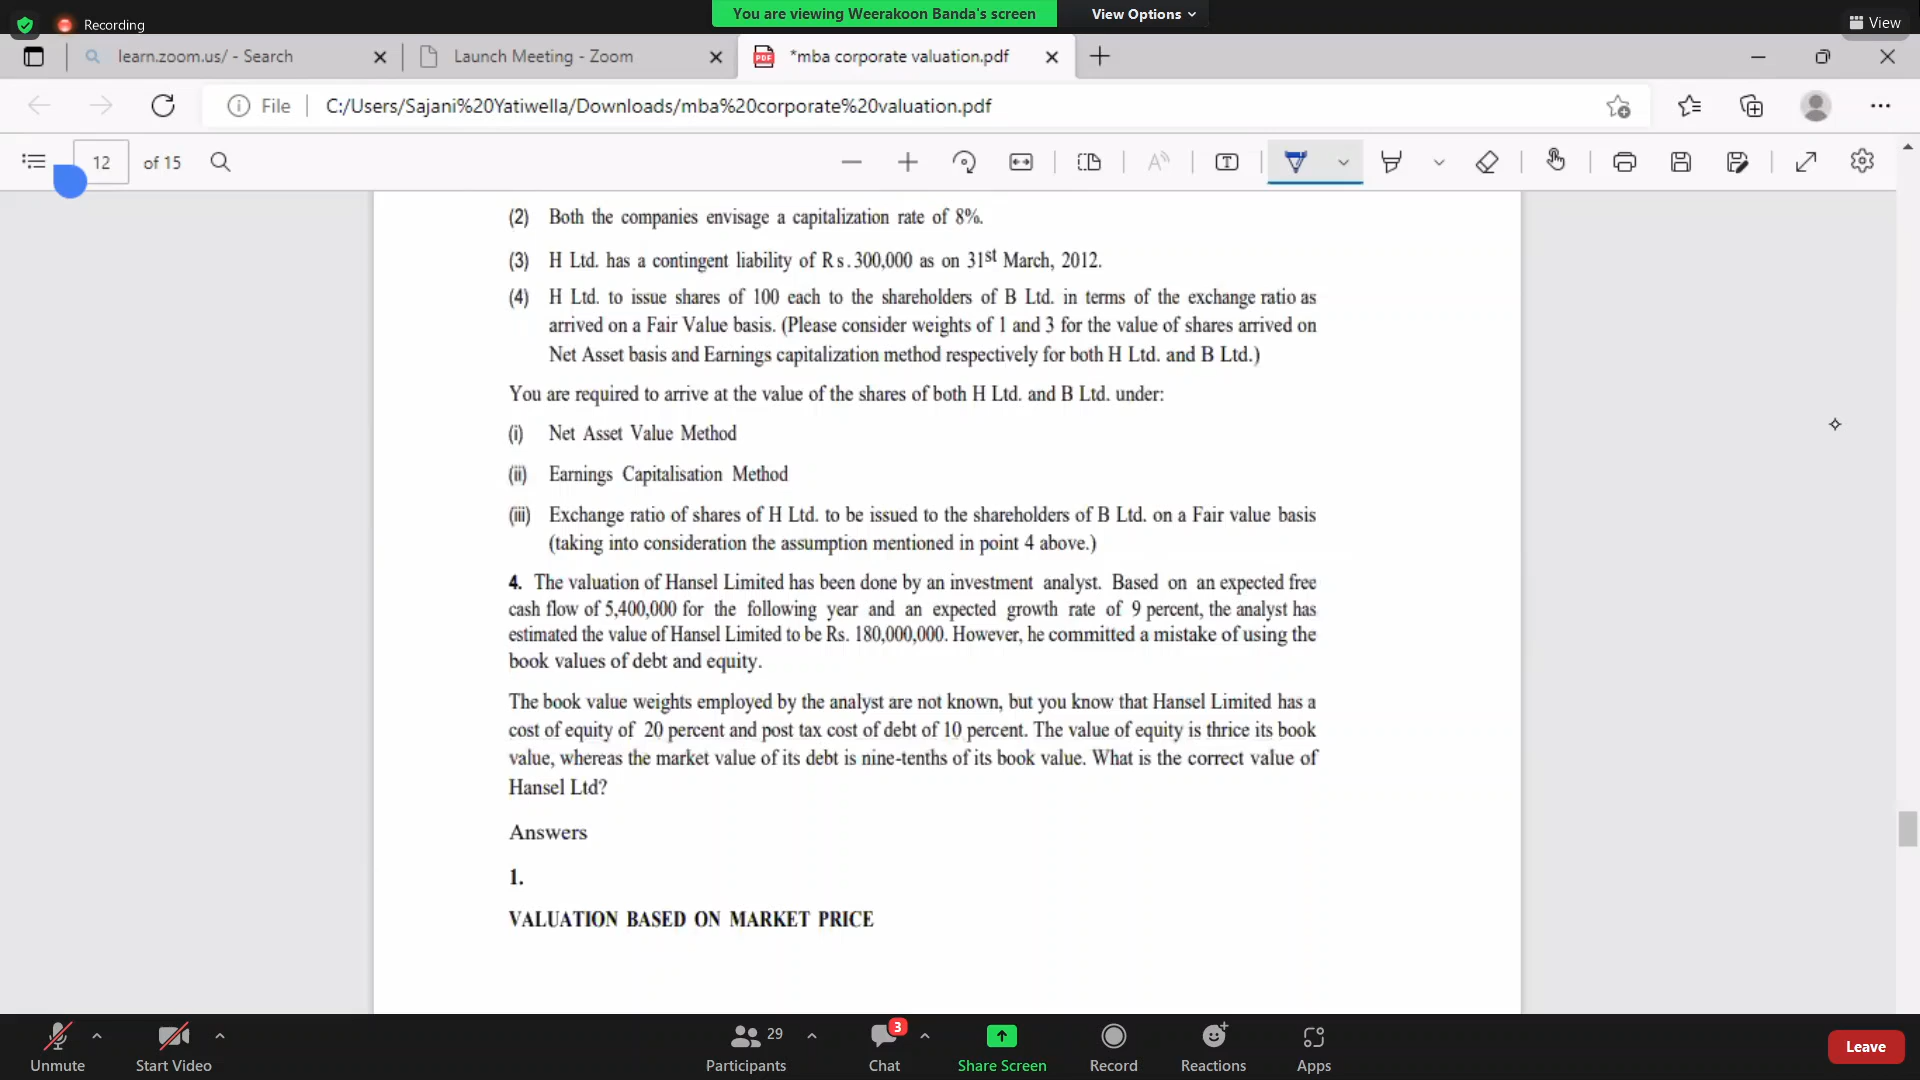 Recording
You are viewing Weerakoon Banda's screen
View Options
View
learn.zoom.us/ - Search
Launch Meeting - Zoom
*mba corporate valuation.pdf
File
C:/Users/Sajani%20Yatiwella/Downloads/mba%20corporate%20valuation.pdf
12 of 15
(2) Both the companies envisage a capitalization rate of 8%.
(3) H Ltd. has a contingent liability of Rs.300,000 as on 31st March, 2012.
(4) H Ltd. to issue shares of 100 each to the shareholders of B Ltd. in terms of the exchange ratio as
arrived on a Fair Value basis. (Please consider weights of 1 and 3 for the value of shares arrived on
Net Asset basis and Earnings capitalization method respectively for both H Ltd. and B Ltd.)
You are required to arrive at the value of the shares of both H Ltd. and B Ltd. under:
(i) Net Asset Value Method
(ii) Earnings Capitalisation Method
(iii) Exchange ratio of shares of H Ltd. to be issued to the shareholders of B Ltd. on a Fair value basis
(taking into consideration the assumption mentioned in point 4 above.)
4. The valuation of Hansel Limited has been done by an investment analyst. Based on an expected free
cash flow of 5,400,000 for the following year and an expected growth rate of 9 percent, the analyst has
estimated the value of Hansel Limited to be Rs. 180,000,000. However, he committed a mistake of using the
book values of debt and equity.
The book value weights employed by the analyst are not known, but you know that Hansel Limited has a
cost of equity of 20 percent and post tax cost of debt of 10 percent. The value of equity is thrice its book
value, whereas the market value of its debt is nine-tenths of its book value. What is the correct value of
Hansel Ltd?
Answers
1.
VALUATION BASED ON MARKET PRICE
Unmute
Start Video
29
Participants
3
Chat
Share Screen
Record
Reactions
Apps
Leave